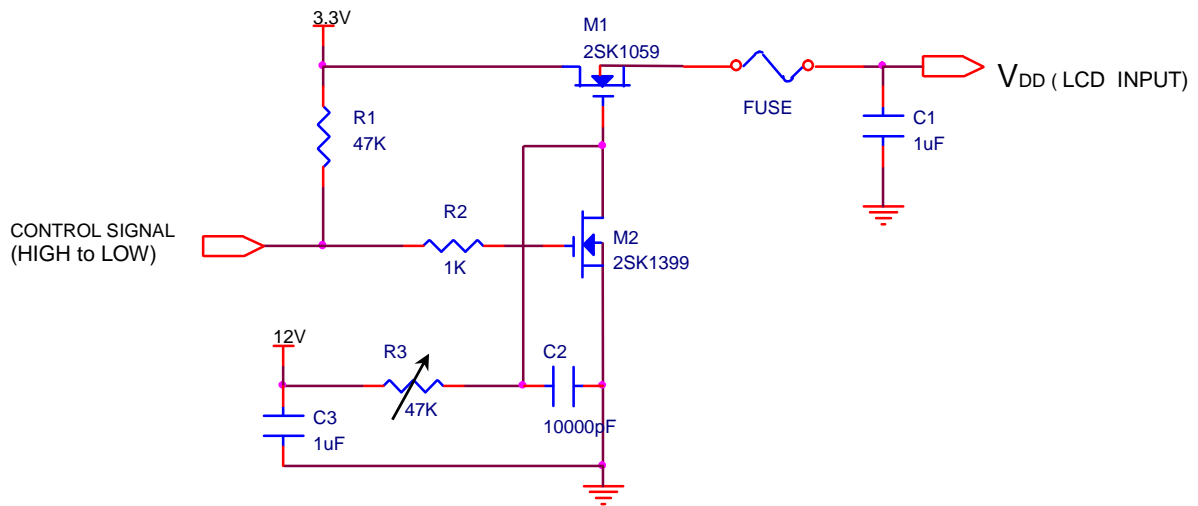 3.3V
M1
2SK1059
FUSE
VDD ( LCD INPUT)
R1
47K
C1
1uF
CONTROL SIGNAL
(HIGH to LOW)
R2
1K
M2
2SK1399
12V
R3
47K
C2
10000pF
C3
1uF